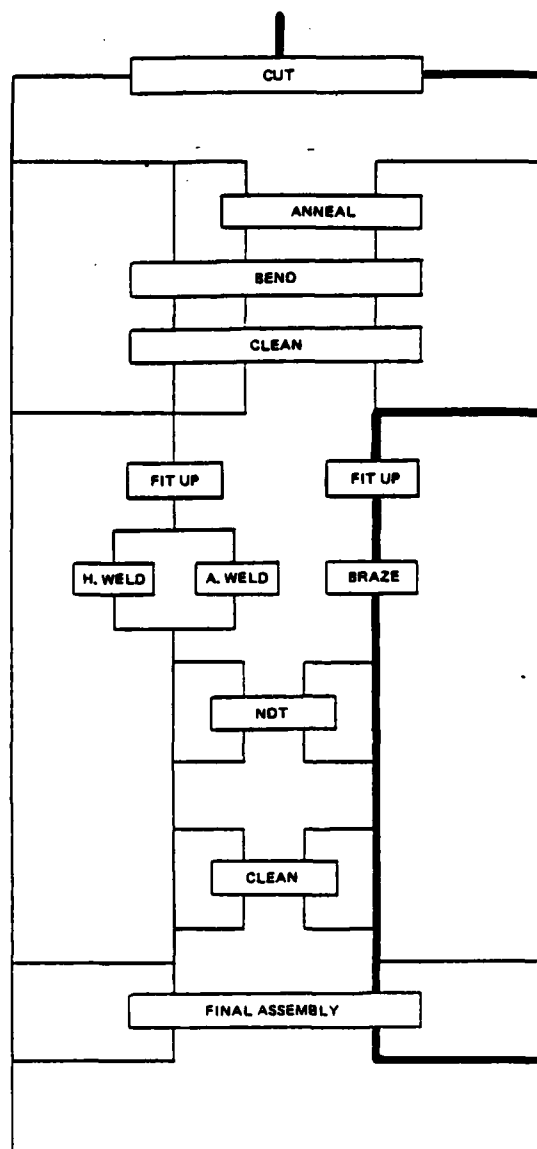 CUT
ANNEAL
BEND
CLEAN
FIT UP
FIT UP
H. WELD
A. WELD
BRAZE
NDT
CLEAN
FINAL ASSEMBLY